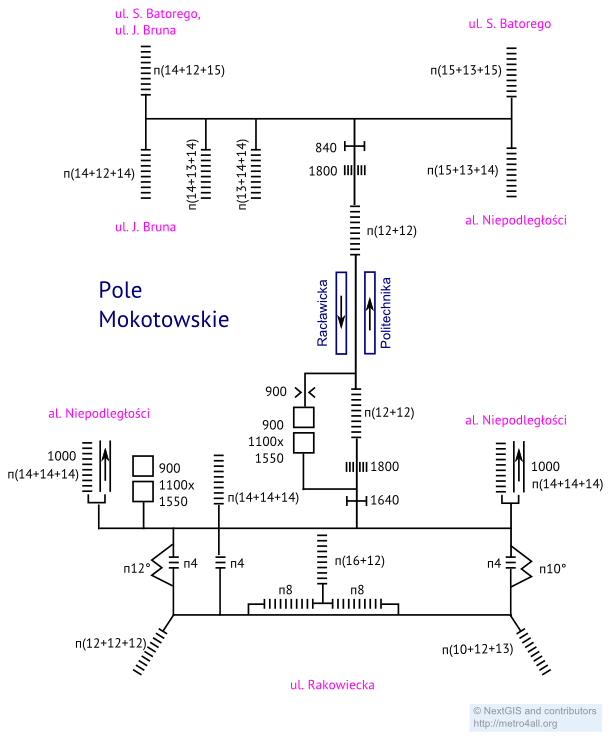 ul. S. Batorego,
ul. J. Bruna
ul. S. Batorego
п(14+12+15)
п(15+13+15)
840
1800
п(14+12+14)
п(14+13+14)
п(13+14+14)
п(15+13+14)
ul. J. Bruna
al. Niepodległości
п(12+12)
Pole
Mokotowskie
Racławicka
Politechnika
900
900
1100x
1550
п(12+12)
al. Niepodległości
al. Niepodległości
1000
п(14+14+14)
900
1100x
1550
п(14+14+14)
1800
1640
1000
п(14+14+14)
п12°
п4
п4
п(16+12)
п4
п10°
п8
п8
п(12+12+12)
п(10+12+13)
ul. Rakowiecka
© NextGIS and contributors
http://metro4all.org